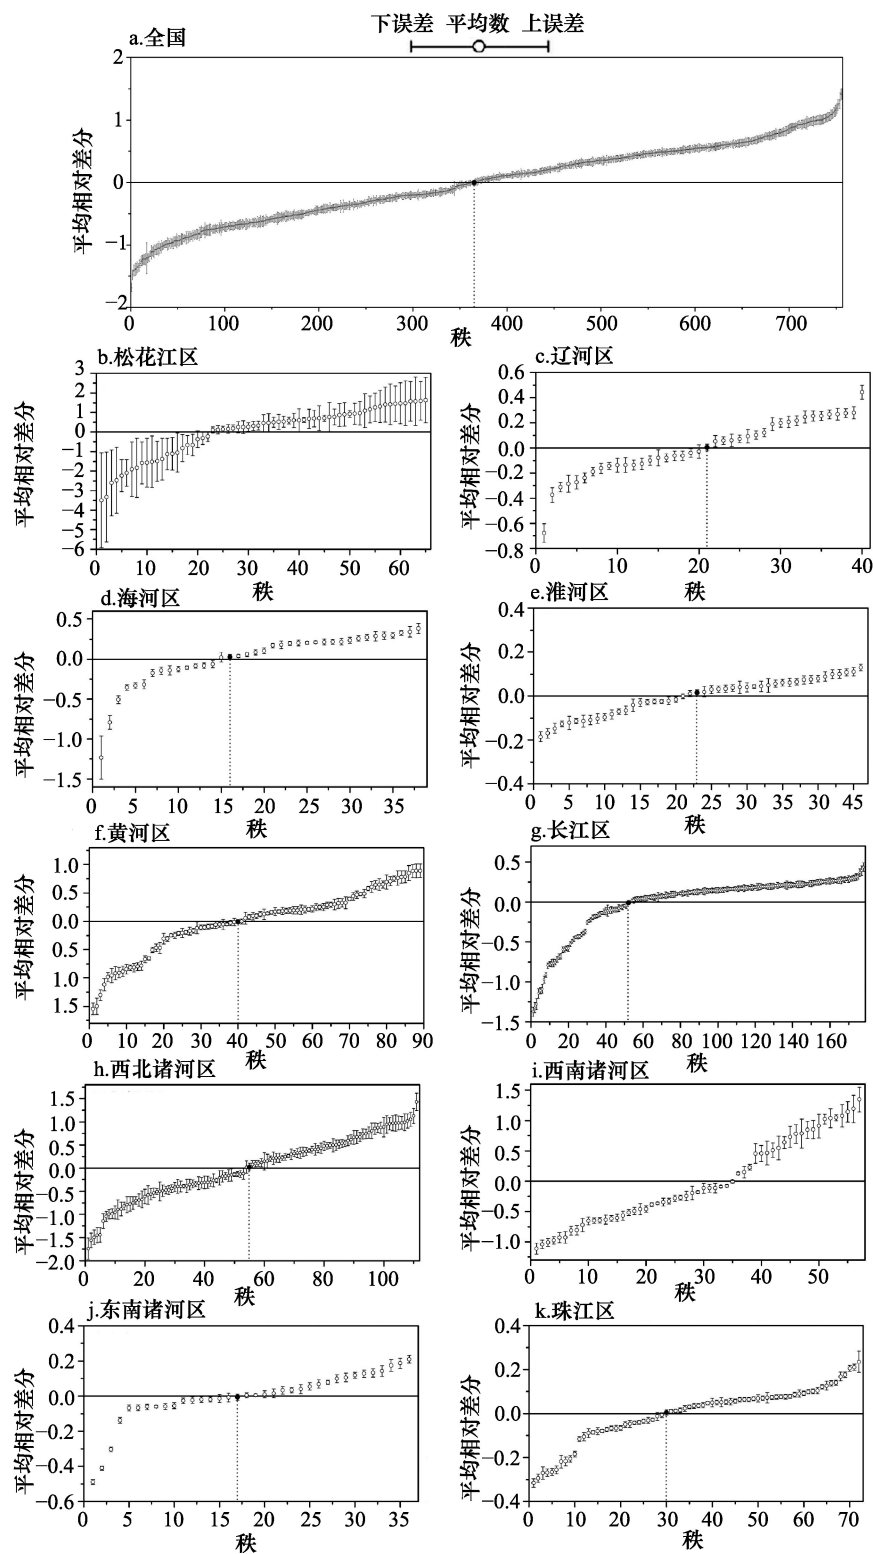 下误差 平均数 上误差
a.全国
平均相对差分
2
1
0
−1
−2
0 100 200 300 400 500 600 700
秩
b.松花江区
平均相对差分
3
2
1
0
−1
−2
−3
−4
−5
−6
0 10 20 30 40 50 60
秩
c.辽河区
平均相对差分
0.6
0.4
0.2
0.0
−0.2
−0.4
−0.6
−0.8
0 10 20 30 40
秩
d.海河区
平均相对差分
0.5
0.0
−0.5
−1.0
−1.5
0 5 10 15 20 25 30 35
秩
e.淮河区
平均相对差分
0.4
0.2
0.0
−0.2
−0.4
0 5 10 15 20 25 30 35 30 45
秩
f.黄河区
平均相对差分
1.0
0.5
0.0
0.5
1.0
1.5
0 10 20 30 40 50 60 70 80 90
秩
g.长江区
平均相对差分
0.5
0.0
−0.5
−1.0
−1.5
0 20 40 60 80 100 120 140 160
秩
h.西北诸河区
平均相对差分
1.5
1.0
0.5
0.0
−0.5
−1.0
−1.5
−2.0
0 20 40 60 80 100
秩
i.西南诸河区
平均相对差分
1.5
1.0
0.5
0.0
−0.5
−1.0
0 10 20 30 40 50
秩
j.东南诸河区
平均相对差分
0.4
0.2
0.0
−0.2
−0.4
−0.6
0 5 10 15 20 25 30 35
秩
k.珠江区
平均相对差分
0.4
0.2
0.0
−0.2
−0.4
0 10 20 30 40 50 60 70
秩